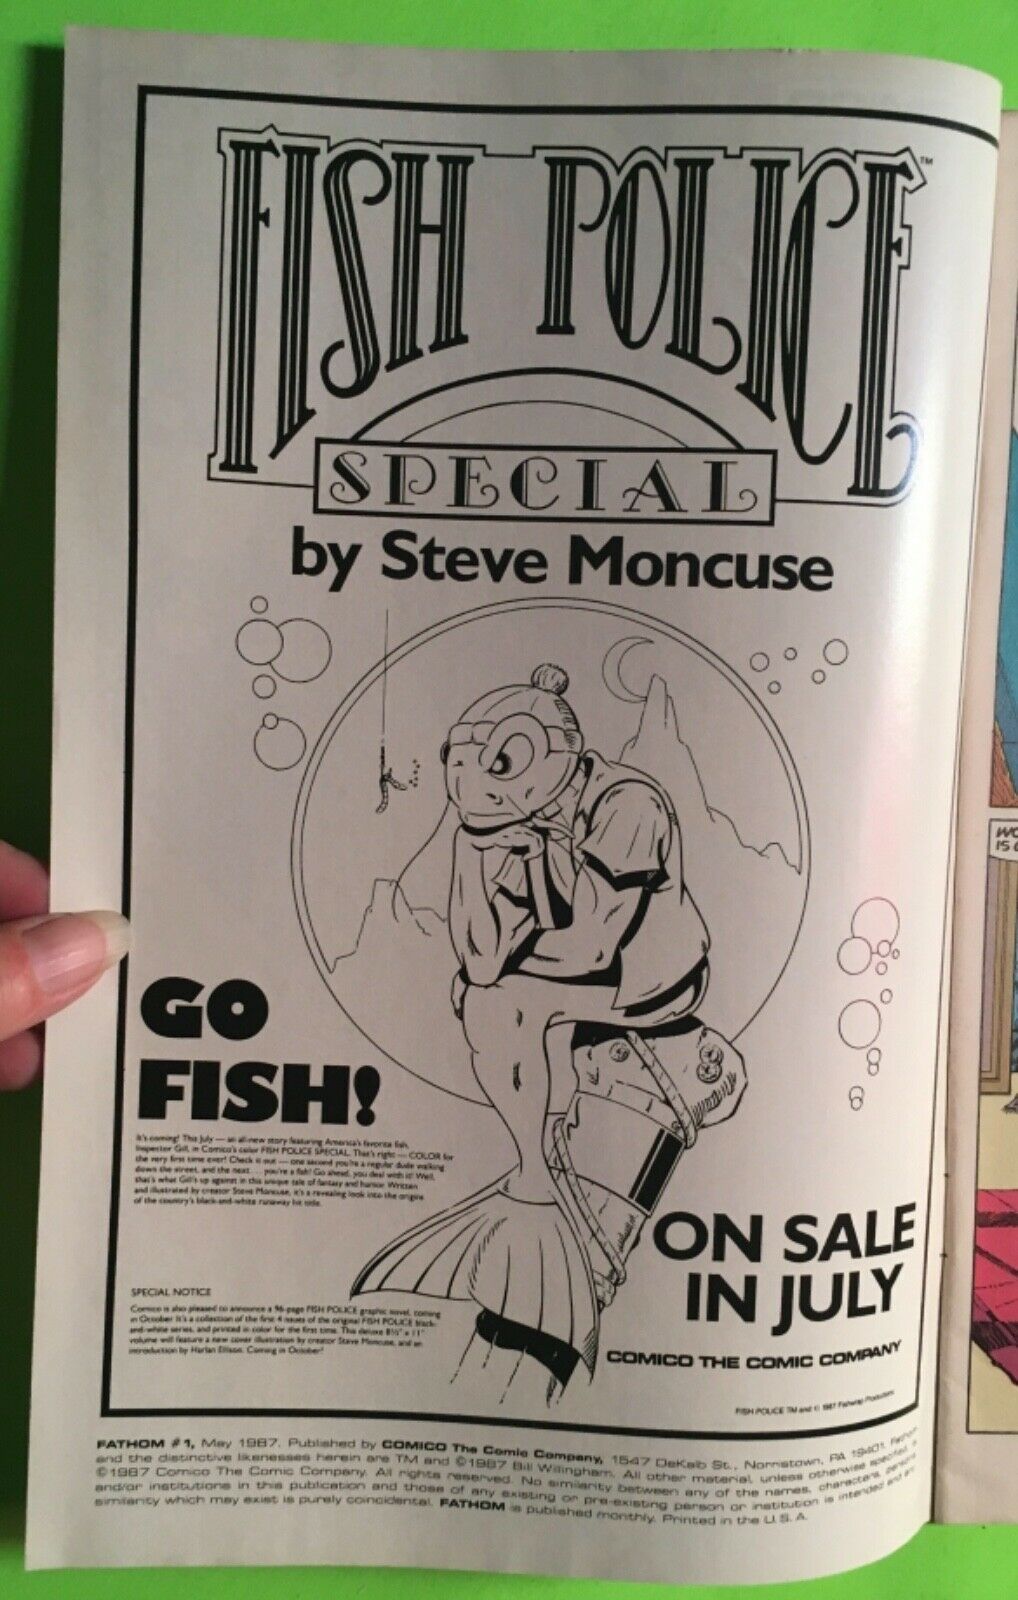 FISH POLICE™
SPECIAL
by Steve Moncuse
GO
FISH!
It's coming! This July — an all-new story featuring America's favorite fish,
Inspector Gill, in Comico's color FISH POLICE SPECIAL. That's right — COLOR for
the very first time ever! Check it out — one second you're a regular dude walking
down the street, and the next . . . you're a fish! Go ahead, you deal with it! Well,
that's what Gill's up against in this unique tale of fantasy and humor. Written
and illustrated by creator Steve Moncuse, it's a revealing look into the origins
of the country's black-and-white runaway hit title.
SPECIAL NOTICE
Comico is also pleased to announce a 96-page FISH POLICE graphic novel, coming
in October. It's a collection of the first 4 issues of the original FISH POLICE black-
and-white series, and printed in color for the first time. This deluxe 8½" x 11"
volume will feature a new cover illustration by creator Steve Moncuse, and an
introduction by Harlan Ellison. Coming in October!
ON SALE
IN JULY
COMICO THE COMIC COMPANY
FISH POLICE TM and © 1987 Fishwrap Productions
FATHOM #1, May 1987. Published by COMICO The Comic Company, 1547 DeKalb St., Norristown, PA 19401. Fathom
and the distinctive likenesses herein are TM and ©1987 Bill Willingham. All other material, unless otherwise specified, is
©1987 Comico The Comic Company. All rights reserved. No similarity between any of the names, characters, persons
and/or institutions in this publication and those of any existing or pre-existing person or institution is intended and any
similarity which may exist is purely coincidental. FATHOM is published monthly. Printed in the U.S.A.
WO
IS